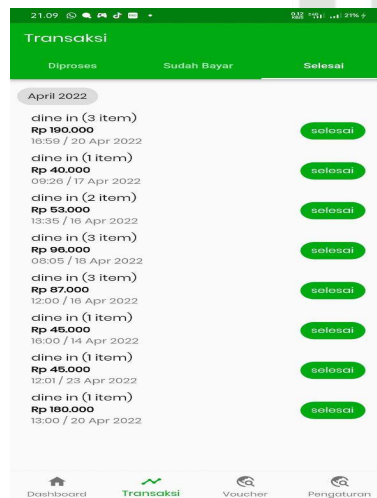 21.09
21%
Transaksi
Diproses Sudah Bayar Selesai
April 2022
dine in (3 item)
Rp 190.000
selesai
16:59 / 20 Apr 2022
dine in (1 item)
Rp 40.000
selesai
09:26 / 17 Apr 2022
dine in (2 item)
Rp 53.000
selesai
13:35 / 16 Apr 2022
dine in (3 item)
Rp 96.000
selesai
08:05 / 18 Apr 2022
dine in (3 item)
Rp 87.000
selesai
12:00 / 16 Apr 2022
dine in (1 item)
Rp 45.000
selesai
16:00 / 14 Apr 2022
dine in (1 item)
Rp 45.000
selesai
12:01 / 23 Apr 2022
dine in (1 item)
Rp 180.000
selesai
13:00 / 20 Apr 2022
Dashboard Transaksi Voucher Pengaturan